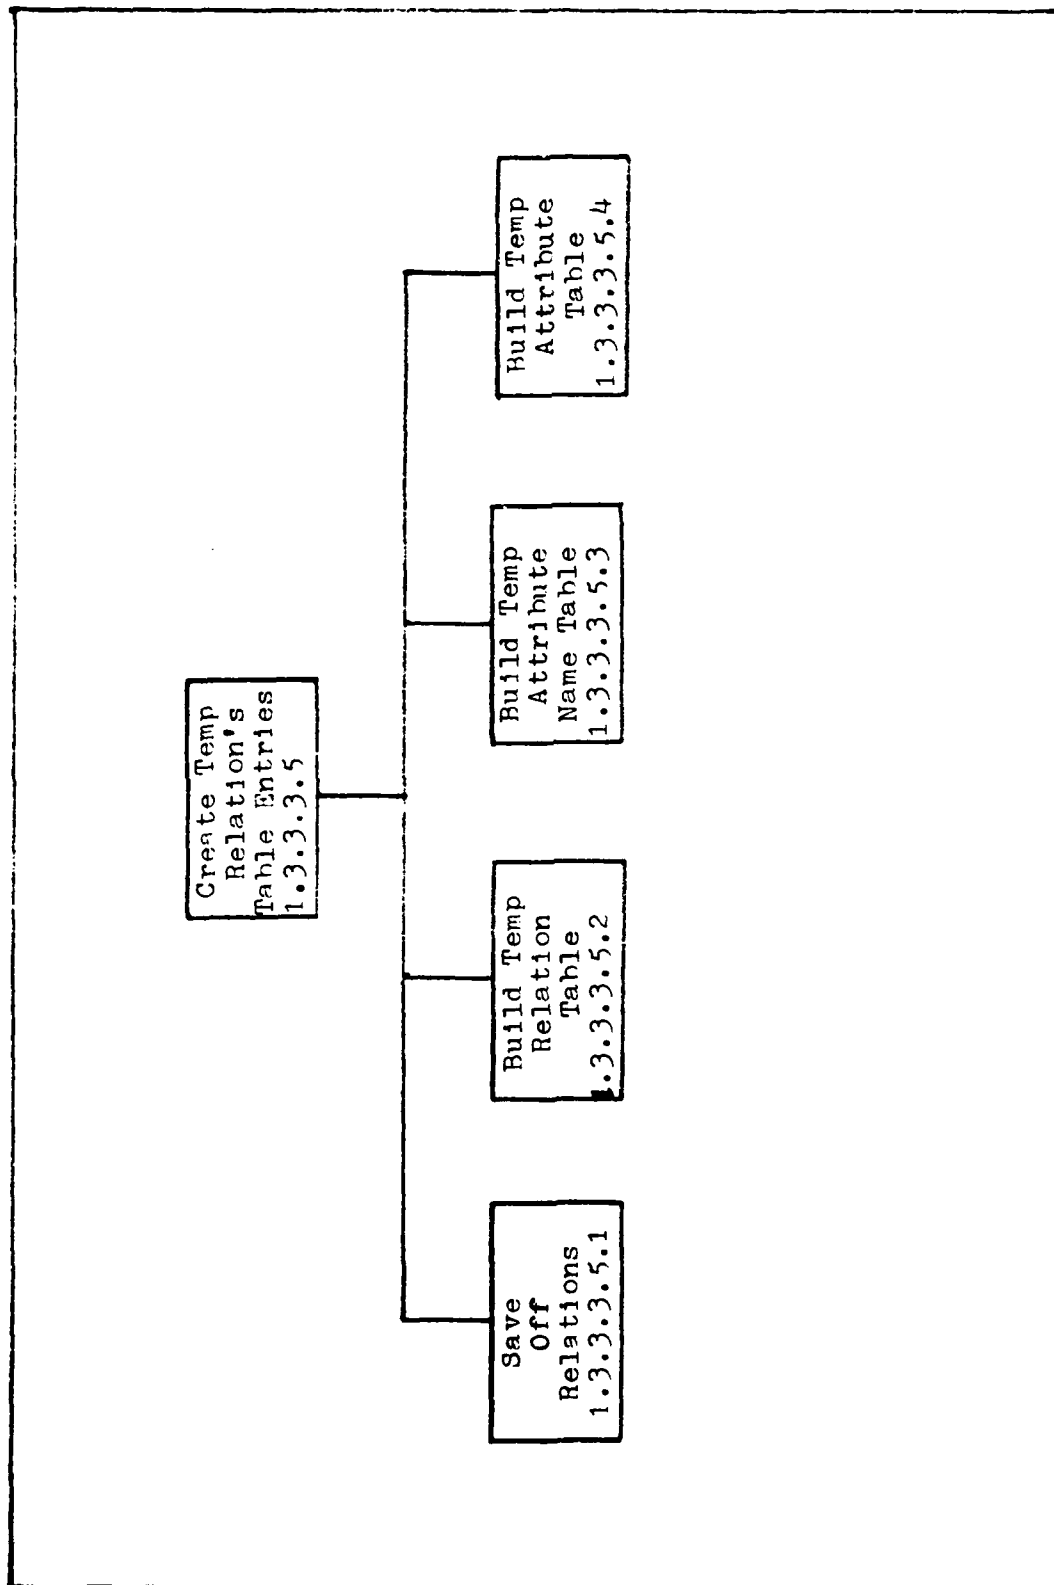 Create Temp
Relation's
Table Entries
1.3.3.3.5
Save
Off
Relations
1.3.3.3.5.1
Build Temp
Relation
Table
.3.3.3.5.2
Build Temp
Attribute
Name Table
1.3.3.3.5.3
Build Temp
Attribute
Table
1.3.3.3.5.4